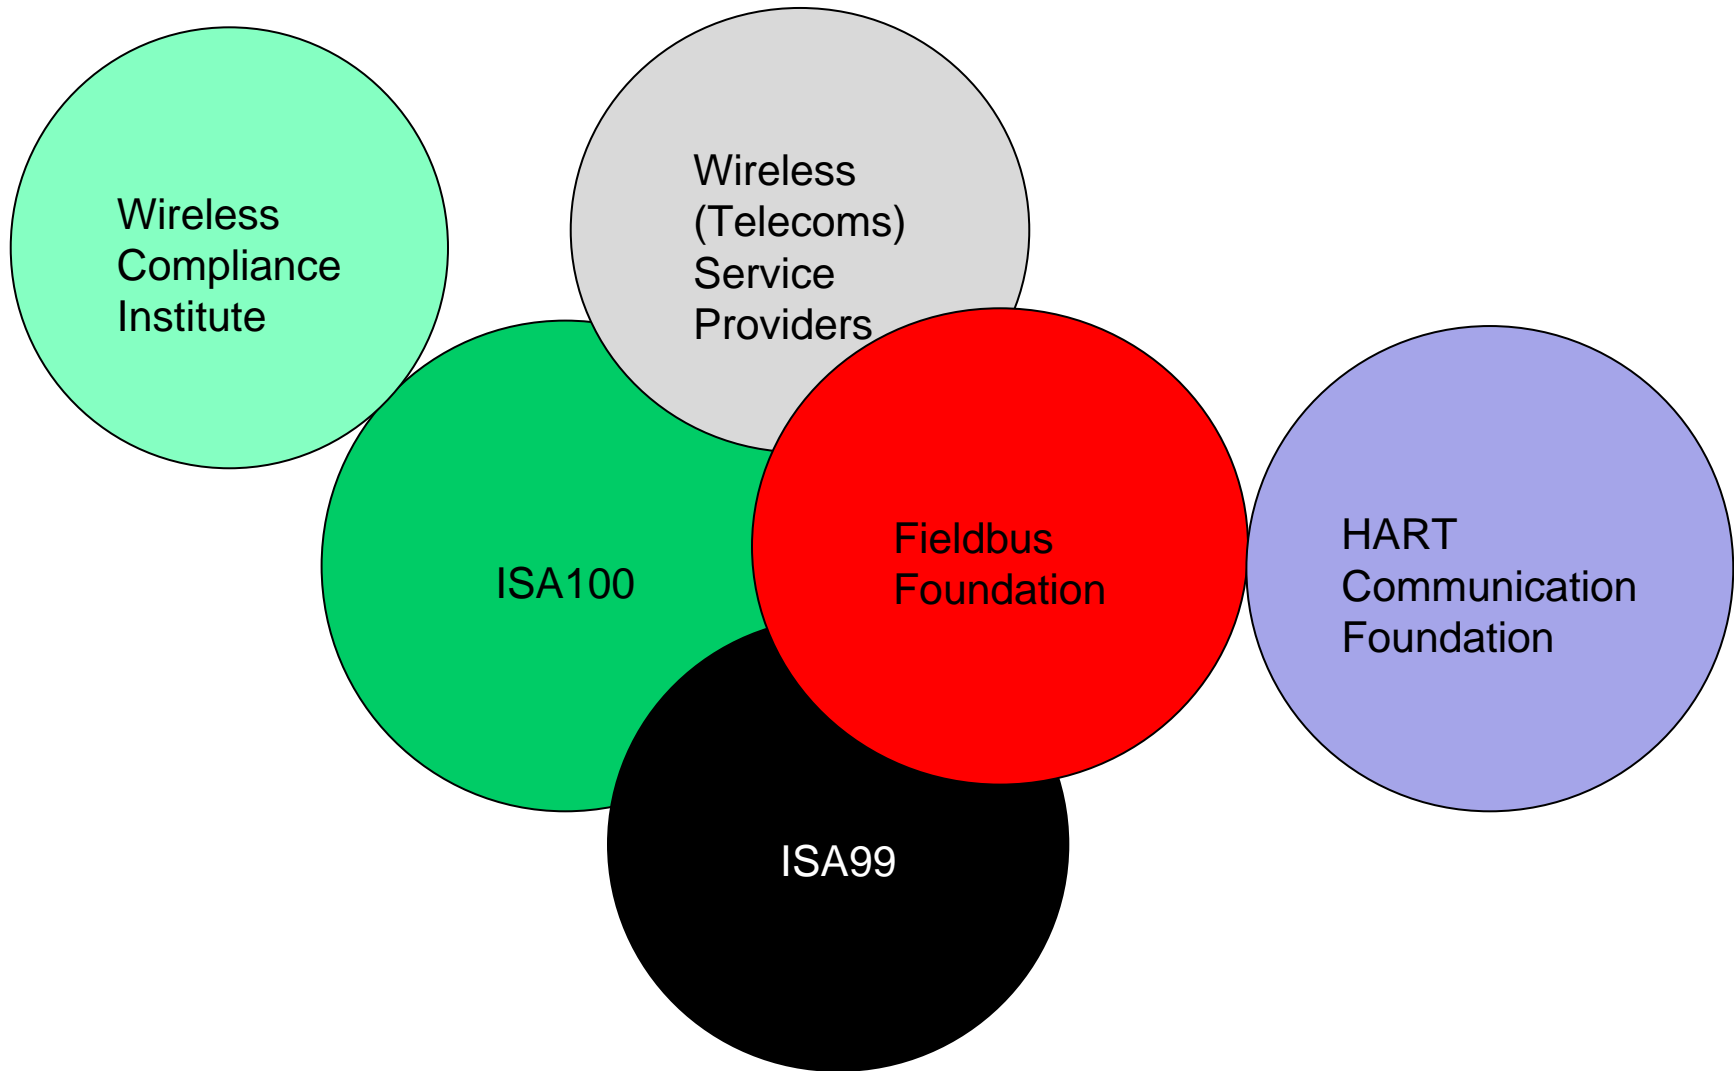 Wireless
Compliance
Institute
Wireless
(Telecoms)
Service
Providers
ISA100
Fieldbus
Foundation
HART
Communication
Foundation
ISA99